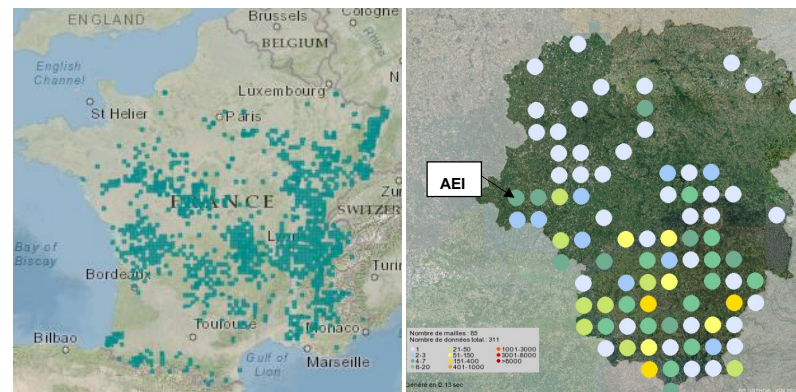 ENGLAND
Brussels
Cologne
BELGIUM
English
Channel
Luxembourg
St Helier
Paris
FRANCE
SWITZER
Lyon
Bay of
Biscay
Bordeaux
Turin
Toulouse
Monaco
Bilbao
Gulf of
Lion
Marseille
AEI
Nombre de mailles : 85
Nombre de données total : 311
1
2-3
4-7
8-20
21-50
51-150
151-400
401-1000
1001-3000
3001-8000
>8000